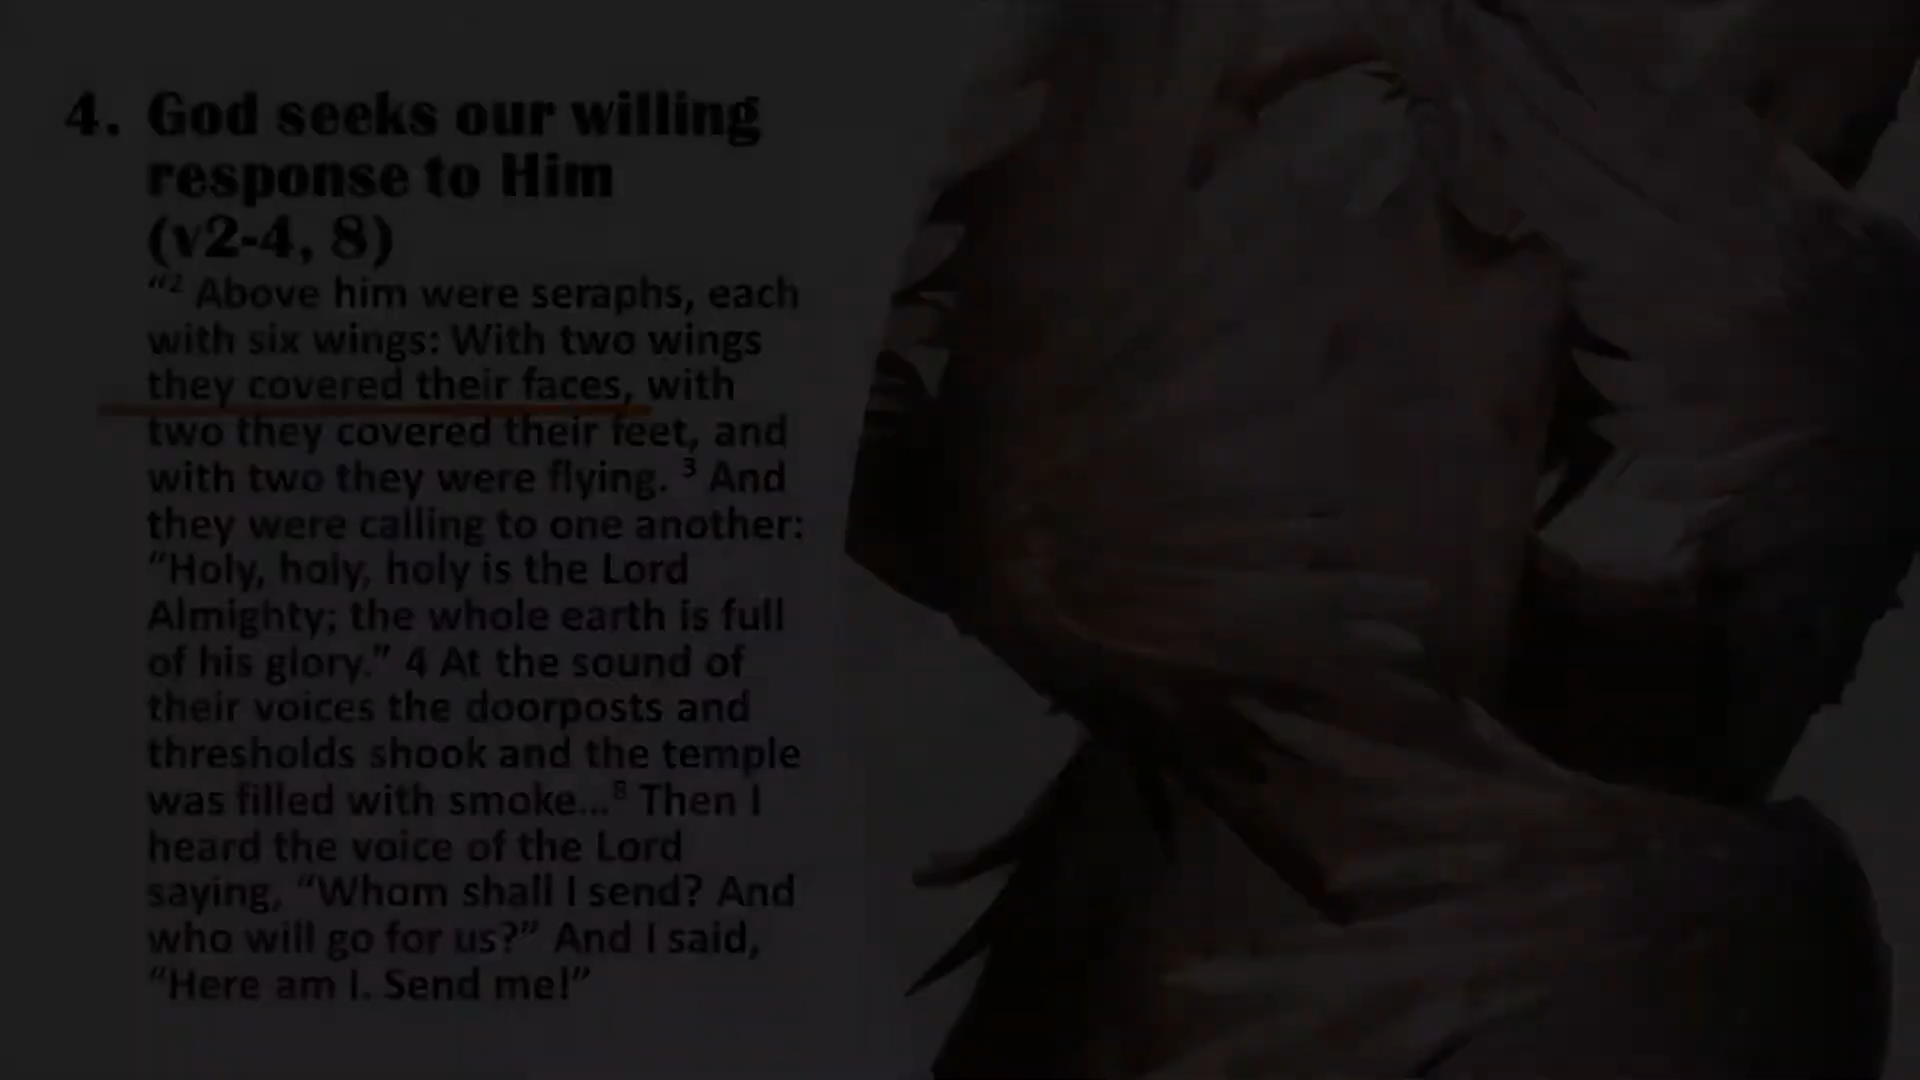 4. God seeks our willing
response to Him
(v2-4, 8)
“² Above him were seraphs, each
with six wings: With two wings
they covered their faces, with
two they covered their feet, and
with two they were flying. ³ And
they were calling to one another:
“Holy, holy, holy is the Lord
Almighty; the whole earth is full
of his glory.” 4 At the sound of
their voices the doorposts and
thresholds shook and the temple
was filled with smoke...⁸ Then I
heard the voice of the Lord
saying, “Whom shall I send? And
who will go for us?” And I said,
“Here am I. Send me!”